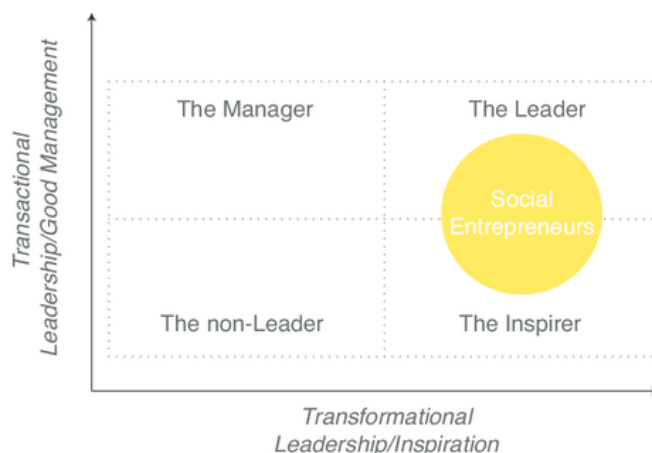 Transactional
Leadership/Good Management
The Manager
The Leader
Social
Entrepreneurs
The non-Leader
The Inspirer
Transformational
Leadership/Inspiration